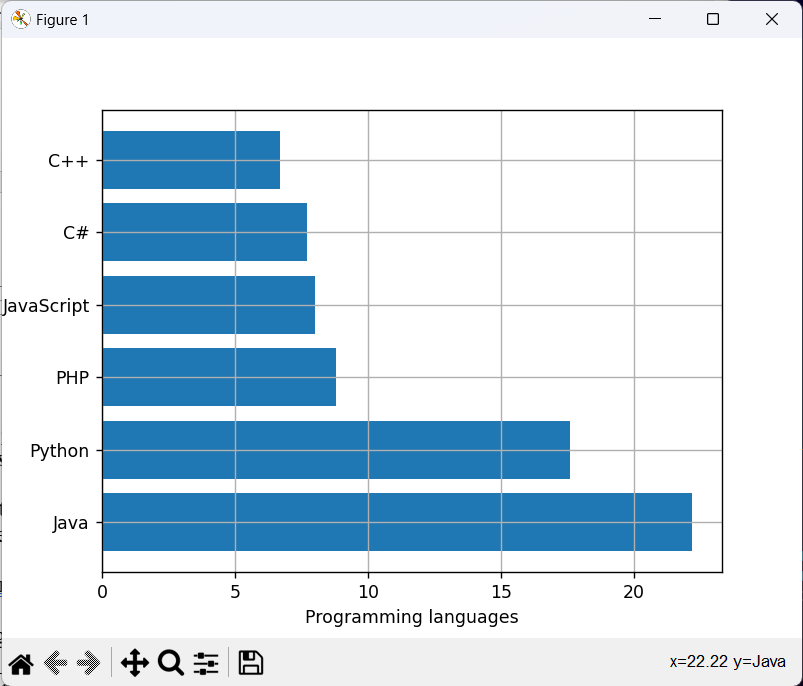 Figure 1
C++
C#
JavaScript
PHP
Python
Java
0 5 10 15 20
Programming languages
x=22.22 y=Java